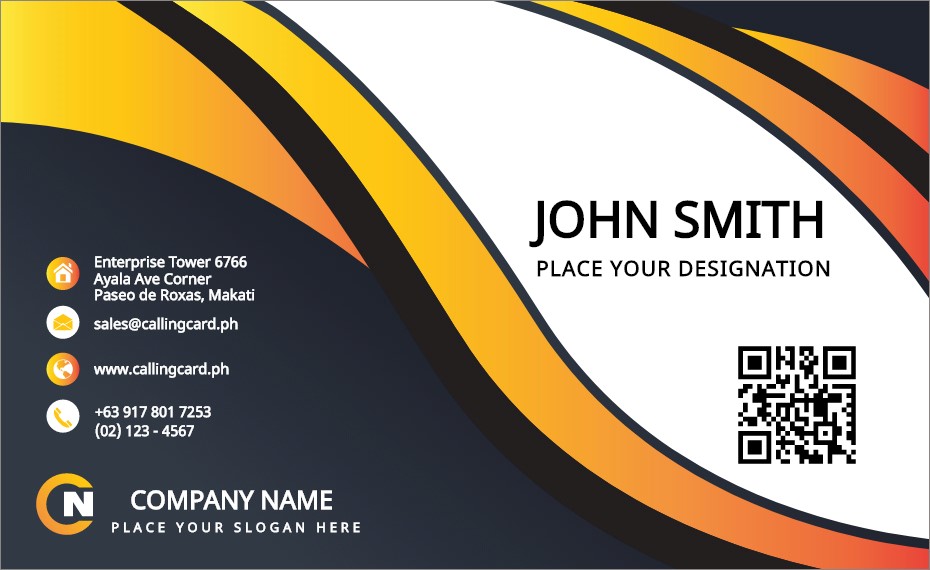 JOHN SMITH
PLACE YOUR DESIGNATION
Enterprise Tower 6766
Ayala Ave Corner
Paseo de Roxas, Makati
sales@callingcard.ph
www.callingcard.ph
+63 917 801 7253
(02) 123 - 4567
CN
COMPANY NAME
PLACE YOUR SLOGAN HERE